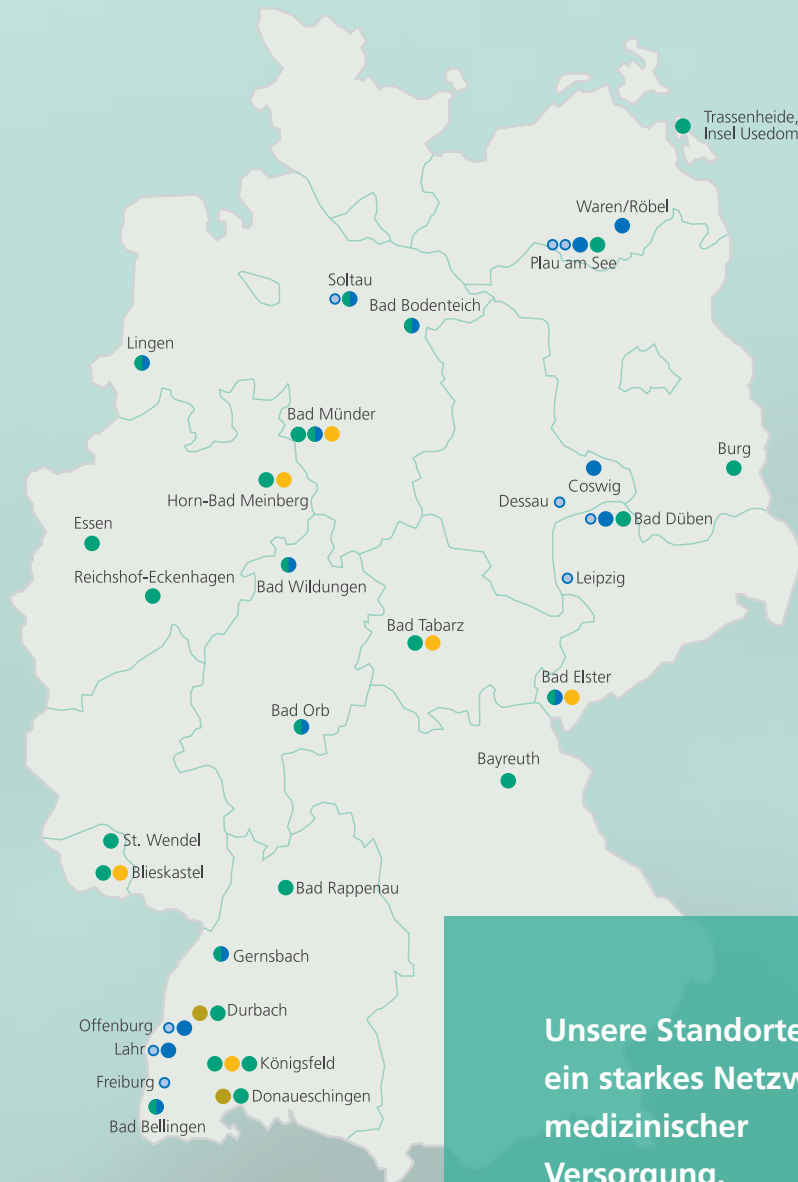 Trassenheide,
Insel Usedom
Waren/Röbel
Plau am See
Soltau
Bad Bodenteich
Lingen
Bad Münder
Burg
Coswig
Horn-Bad Meinberg
Dessau
Bad Düben
Essen
Reichshof-Eckenhagen
Bad Wildungen
Leipzig
Bad Tabarz
Bad Elster
Bad Orb
Bayreuth
St. Wendel
Blieskastel
Bad Rappenau
Gernsbach
Durbach
Offenburg
Lahr
Königsfeld
Freiburg
Donaueschingen
Bad Bellingen
Unsere Standorte
ein starkes Netzw
medizinischer
Versorgung.